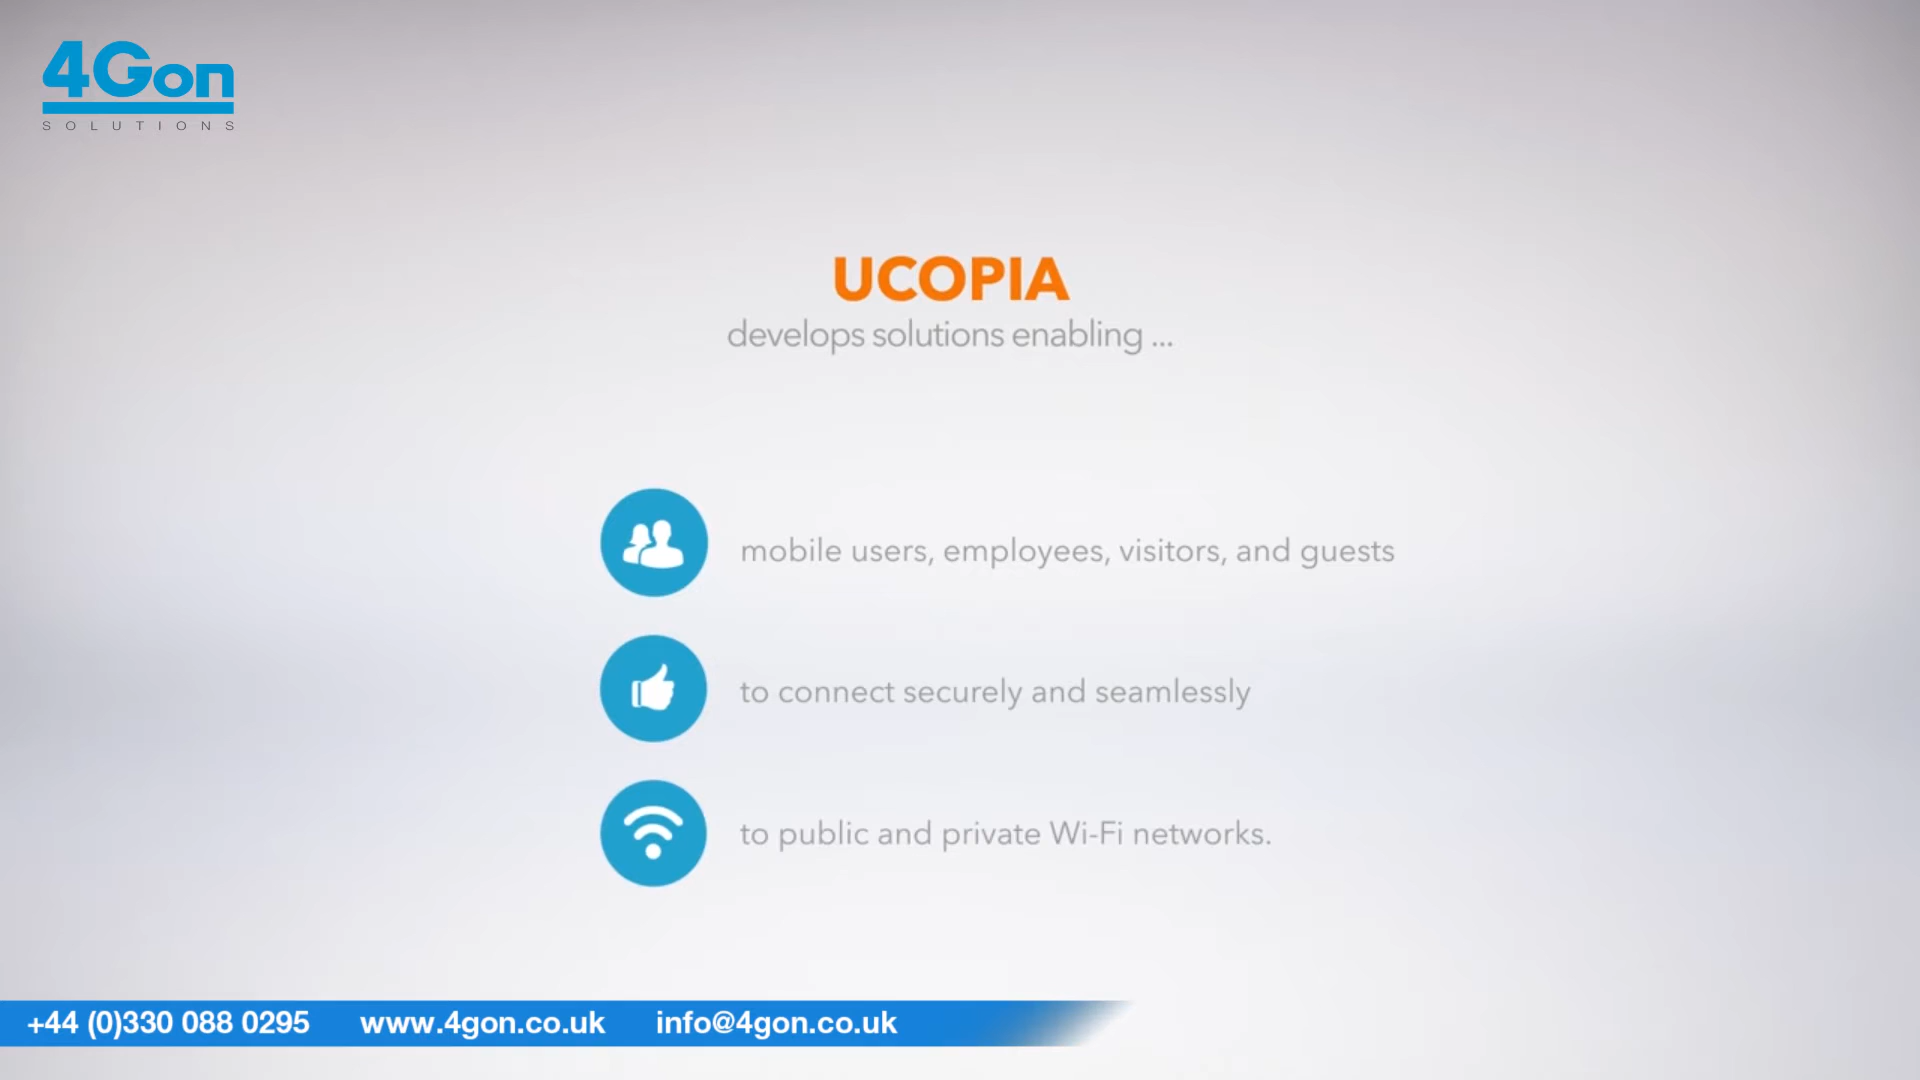 4Gon
SOLUTIONS
UCOPIA
develops solutions enabling ...
mobile users, employees, visitors, and guests
to connect securely and seamlessly
to public and private Wi-Fi networks.
+44 (0)330 088 0295 www.4gon.co.uk info@4gon.co.uk